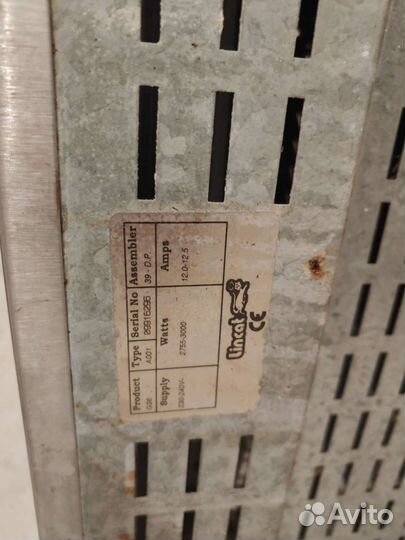 Product Type Serial No Assembler
A001 29916296 39 - D.P.
Supply Watts Amps
230-240V~ 2755-3000 12.0-12.5
Lincat
CE
Avito